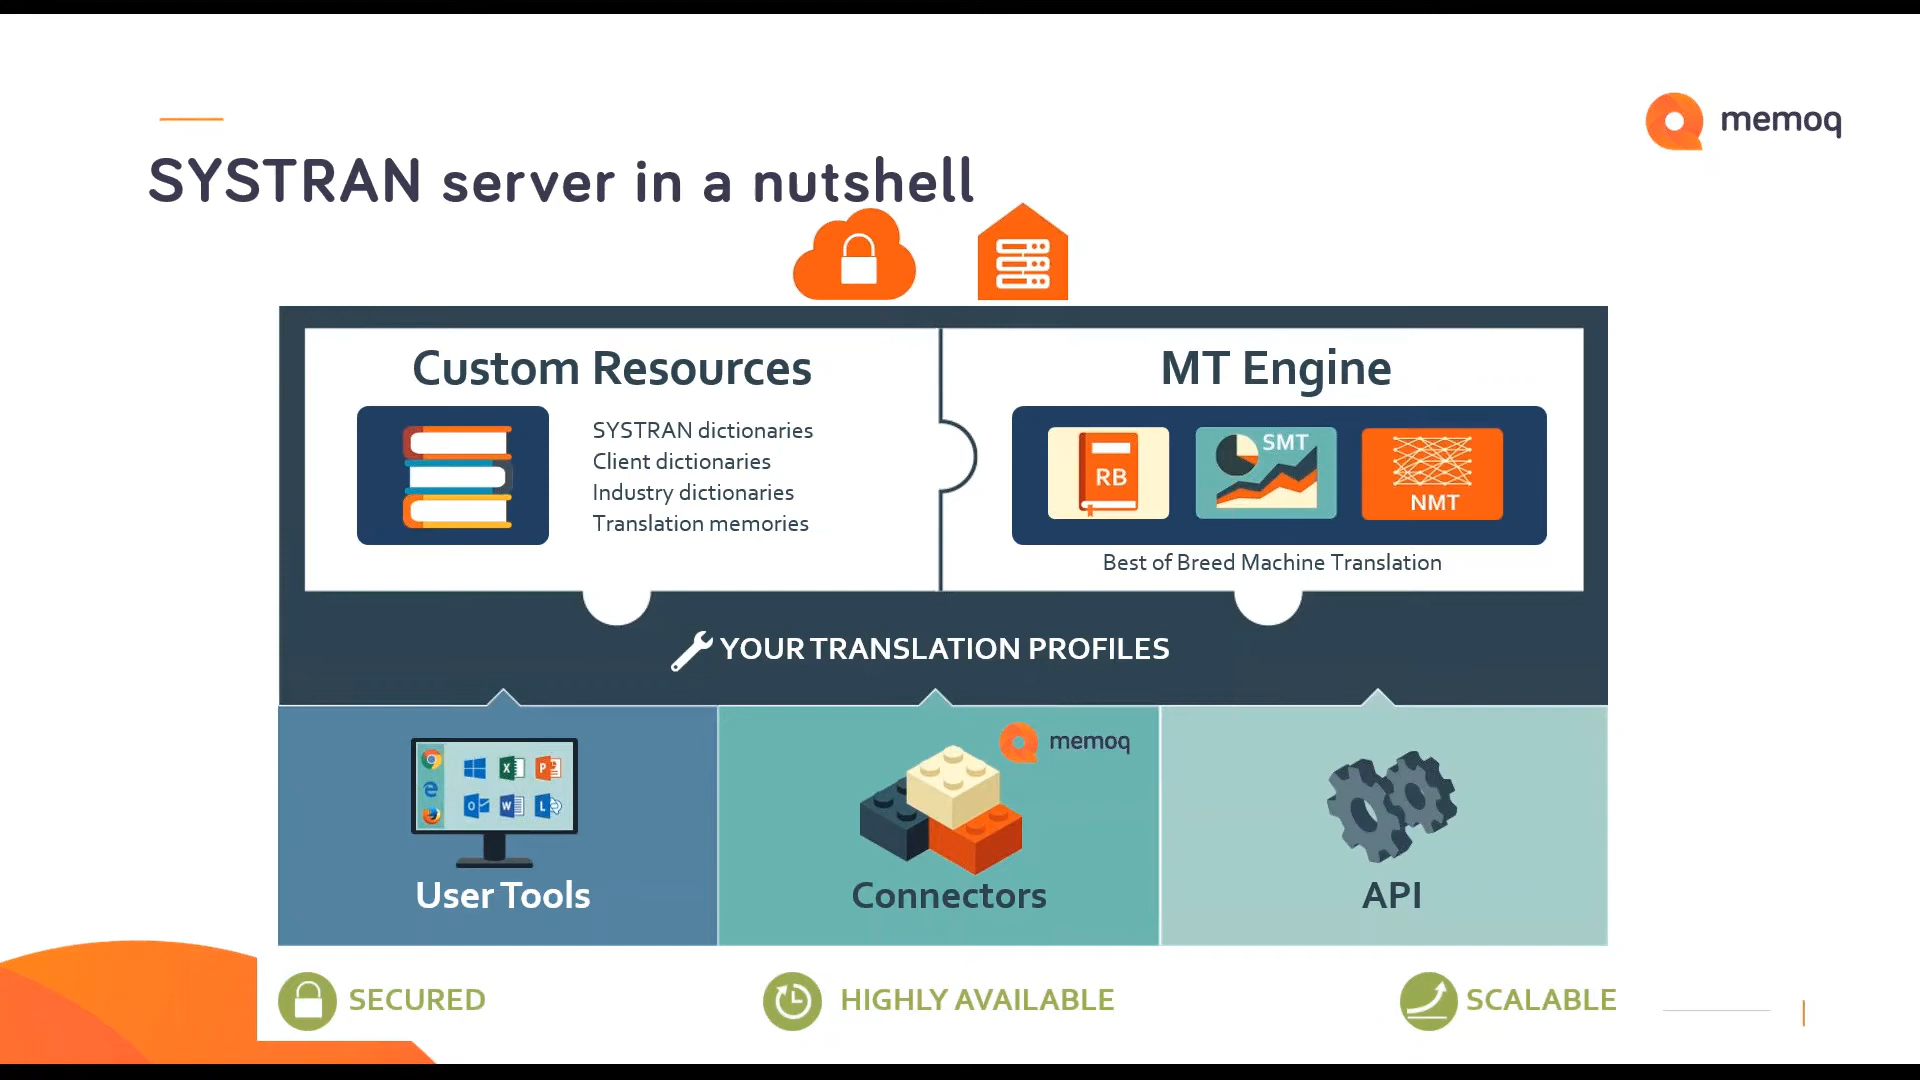 memoq
SYSTRAN server in a nutshell
Custom Resources
SYSTRAN dictionaries
Client dictionaries
Industry dictionaries
Translation memories
MT Engine
RB
SMT
NMT
Best of Breed Machine Translation
YOUR TRANSLATION PROFILES
User Tools
memoq
Connectors
API
SECURED
HIGHLY AVAILABLE
SCALABLE